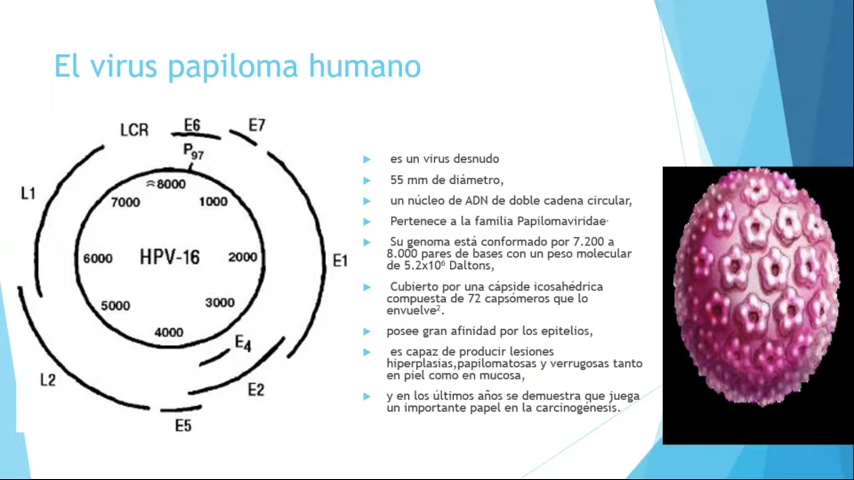 El virus papiloma humano
LCR
E6
E7
P97
L1
≈8000
7000
1000
6000
HPV-16
2000
E1
5000
3000
4000
E4
L2
E2
E5
es un virus desnudo
55 mm de diámetro,
un núcleo de ADN de doble cadena circular,
Pertenece a la familia Papilomaviridae.
Su genoma está conformado por 7.200 a
8.000 pares de bases con un peso molecular
de 5.2x10⁶ Daltons,
Cubierto por una cápside icosahédrica
compuesta de 72 capsómeros que lo
envuelve².
posee gran afinidad por los epitelios,
es capaz de producir lesiones
hiperplasias,papilomatosas y verrugosas tanto
en piel como en mucosa,
y en los últimos años se demuestra que juega
un importante papel en la carcinogénesis.